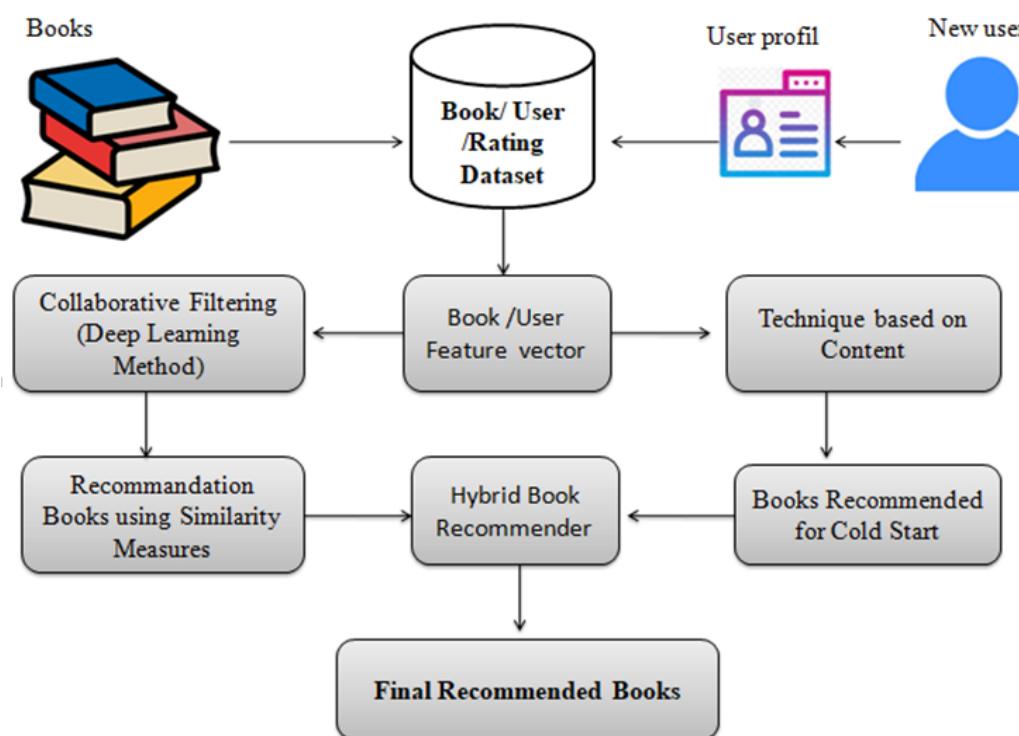 Books
User profil
New user
Book/ User
/Rating
Dataset
Collaborative Filtering
(Deep Learning
Method)
Book /User
Feature vector
Technique based on
Content
Recommandation
Books using Similarity
Measures
Hybrid Book
Recommender
Books Recommended
for Cold Start
Final Recommended Books